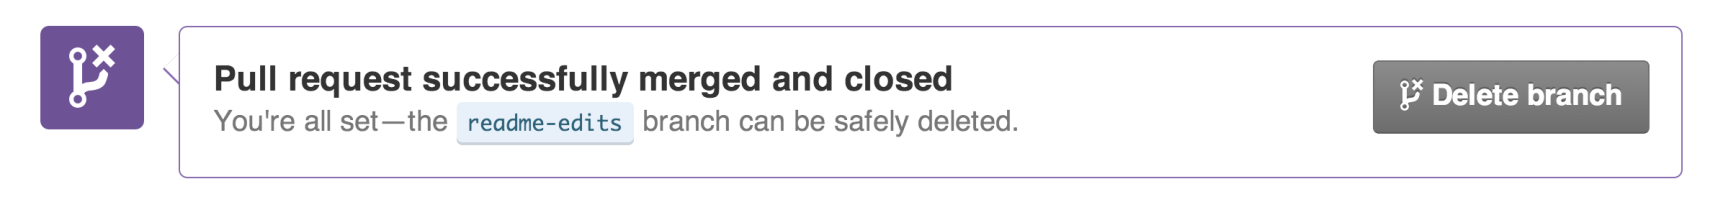 Pull request successfully merged and closed
You're all set—the readme-edits branch can be safely deleted.
Delete branch